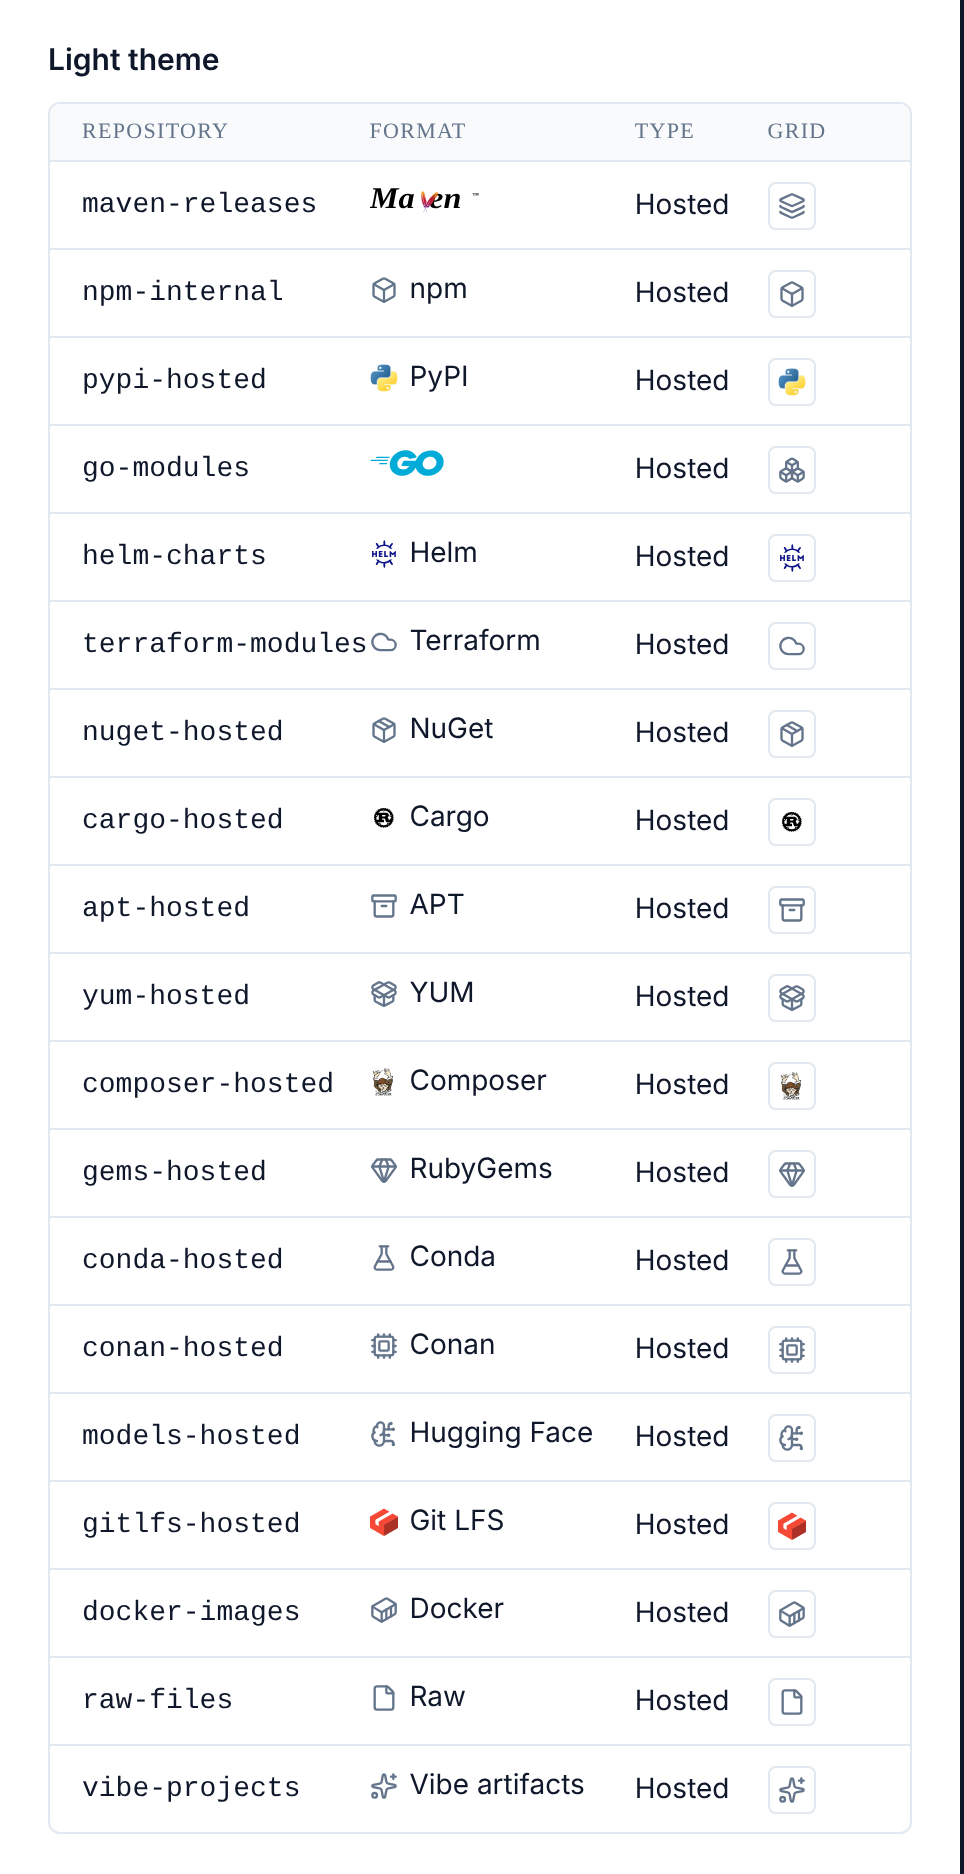 Light theme
REPOSITORY FORMAT TYPE GRID
maven-releases Maven ™ Hosted
npm-internal npm Hosted
pypi-hosted PyPI Hosted
go-modules GO Hosted
helm-charts HELM Helm Hosted HELM
terraform-modules Terraform Hosted
nuget-hosted NuGet Hosted
cargo-hosted R Cargo Hosted R
apt-hosted APT Hosted
yum-hosted YUM Hosted
composer-hosted Composer Hosted
gems-hosted RubyGems Hosted
conda-hosted Conda Hosted
conan-hosted Conan Hosted
models-hosted Hugging Face Hosted
gitlfs-hosted Git LFS Hosted
docker-images Docker Hosted
raw-files Raw Hosted
vibe-projects Vibe artifacts Hosted